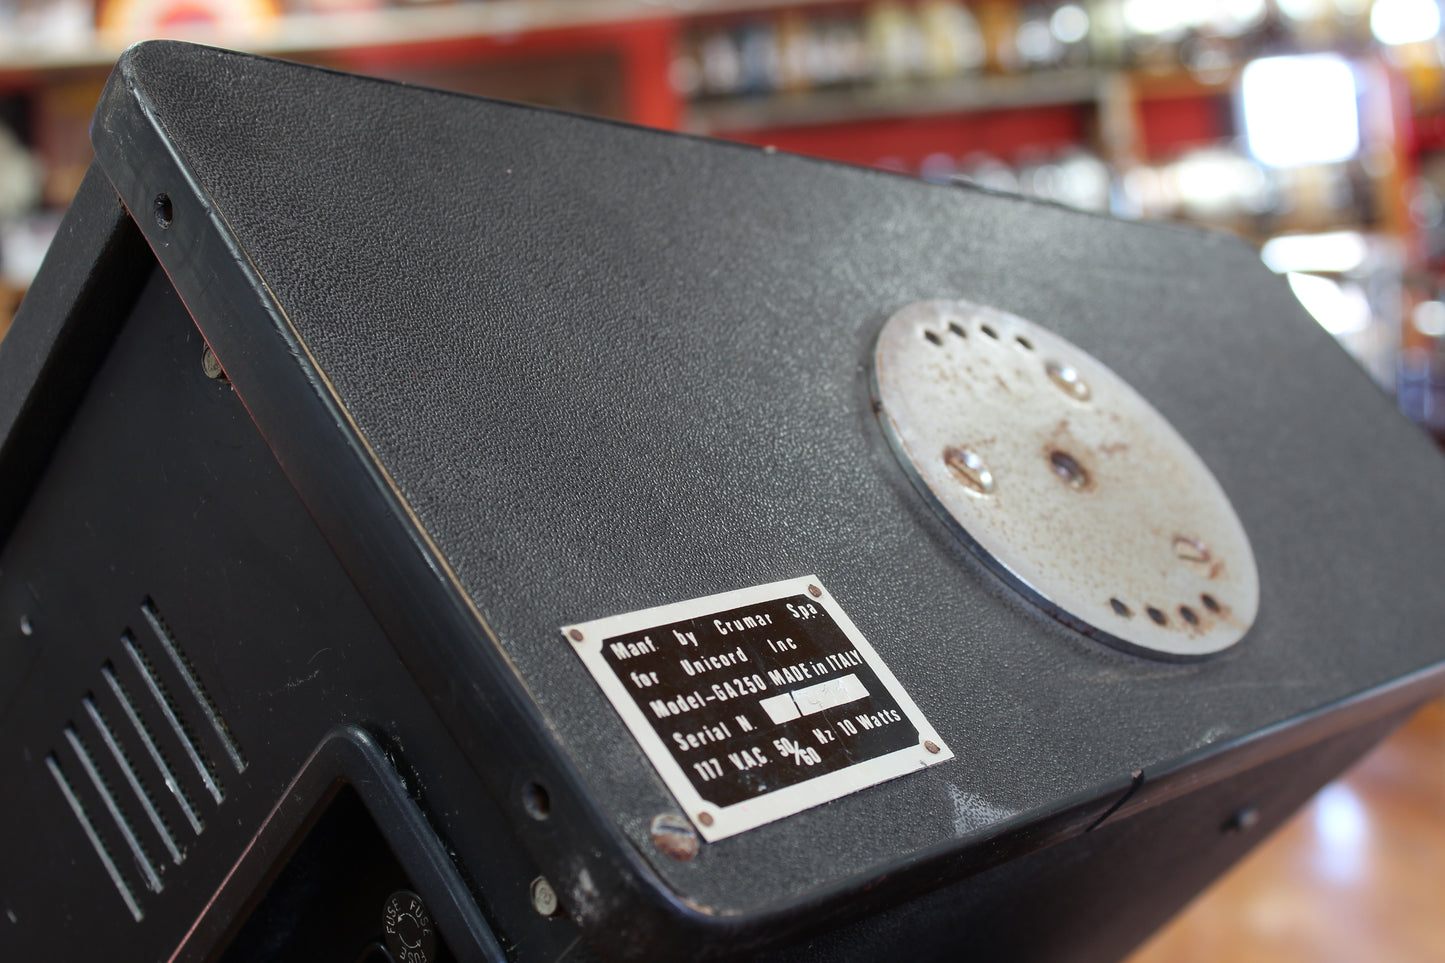 Manf. by Crumar Spa
for Unicord Inc
Model-GA250 MADE in ITALY
Serial N.
117 V.A.C. 50/60 Hz 10 Watts
FUSE FUSE